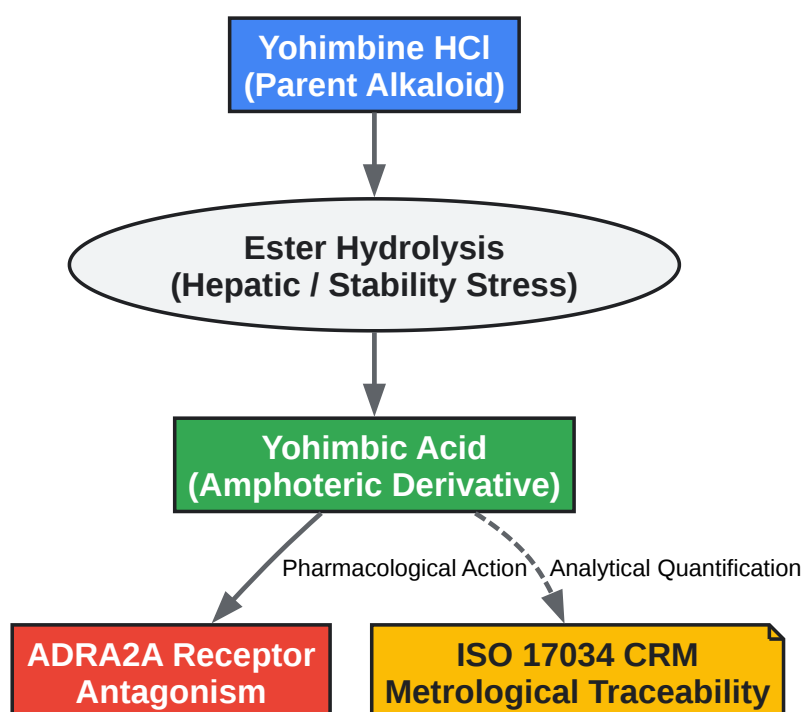 Yohimbine HCl
(Parent Alkaloid)
Ester Hydrolysis
(Hepatic / Stability Stress)
Yohimbic Acid
(Amphoteric Derivative)
Pharmacological Action
Analytical Quantification
ADRA2A Receptor
Antagonism
ISO 17034 CRM
Metrological Traceability